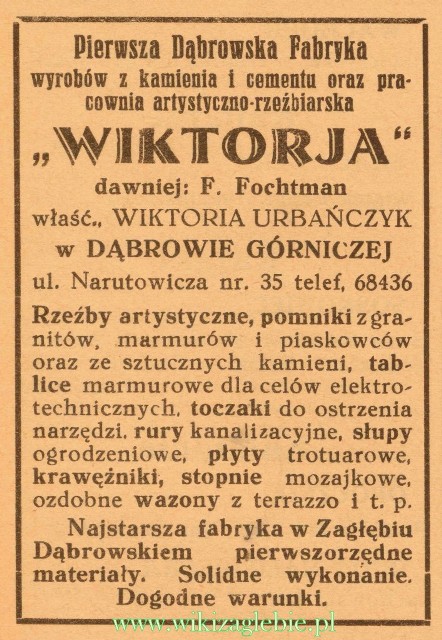 Pierwsza Dąbrowska Fabryka
wyrobów z kamienia i cementu oraz pra-
cownia artystyczno-rzeźbiarska
„WIKTORJA“
dawniej: F. Fochtman
właść., WIKTORIA URBAŃCZYK
w DĄBROWIE GÓRNICZEJ
ul. Narutowicza nr. 35 telef, 68436
Rzeźby artystyczne, pomniki z gra-
nitów, marmurów i piaskowców
oraz ze sztucznych kamieni, tab-
lice marmurowe dla celów elektro-
technicznych, toczaki do ostrzenia
narzędzi, rury kanalizacyjne, słupy
ogrodzeniowe, płyty trotuarowe,
krawężniki, stopnie mozajkowe,
ozdobne wazony z terrazzo i t. p.
Najstarsza fabryka w Zagłębiu
Dąbrowskiem pierwszorzędne
materiały. Solidne wykonanie.
Dogodne warunki.
www.wikizaglebie.pl